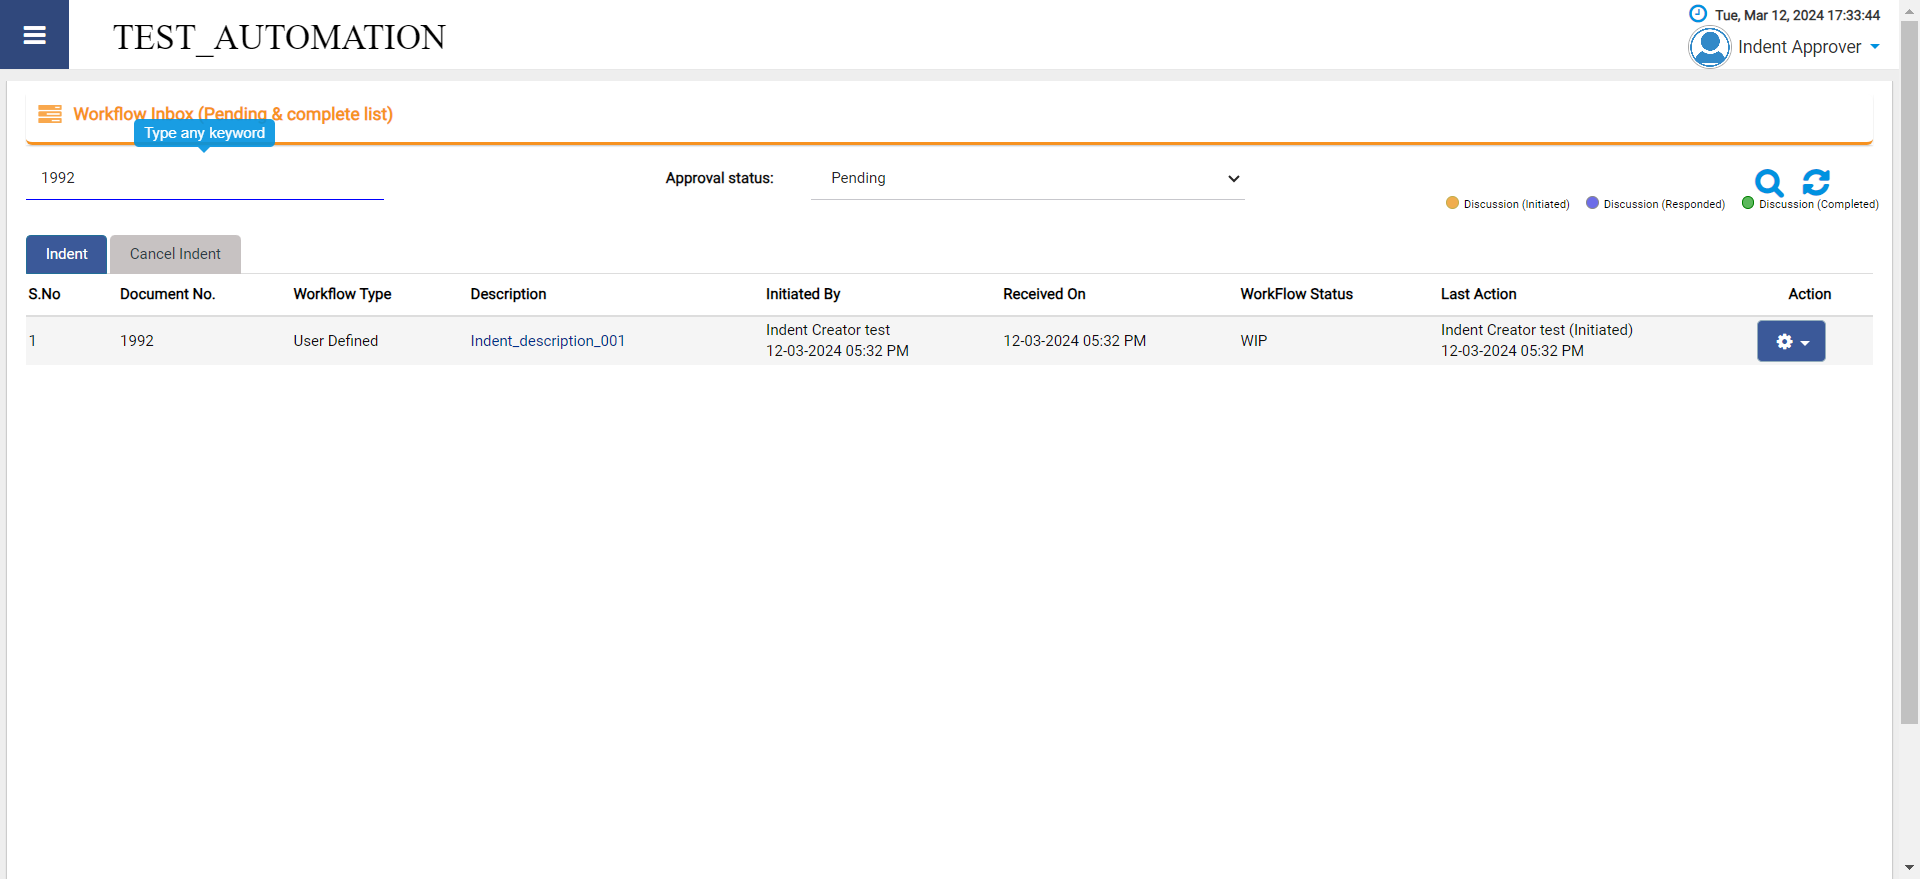 TEST_AUTOMATION
Tue, Mar 12, 2024 17:33:44
Indent Approver
Workflow Inbox (Pending & complete list)
Type any keyword
1992
Approval status:
Pending
Discussion (Initiated)
Discussion (Responded)
Discussion (Completed)
Indent
Cancel Indent
S.No
Document No.
Workflow Type
Description
Initiated By
Received On
WorkFlow Status
Last Action
Action
1
1992
User Defined
Indent_description_001
Indent Creator test
12-03-2024 05:32 PM
12-03-2024 05:32 PM
WIP
Indent Creator test (Initiated)
12-03-2024 05:32 PM